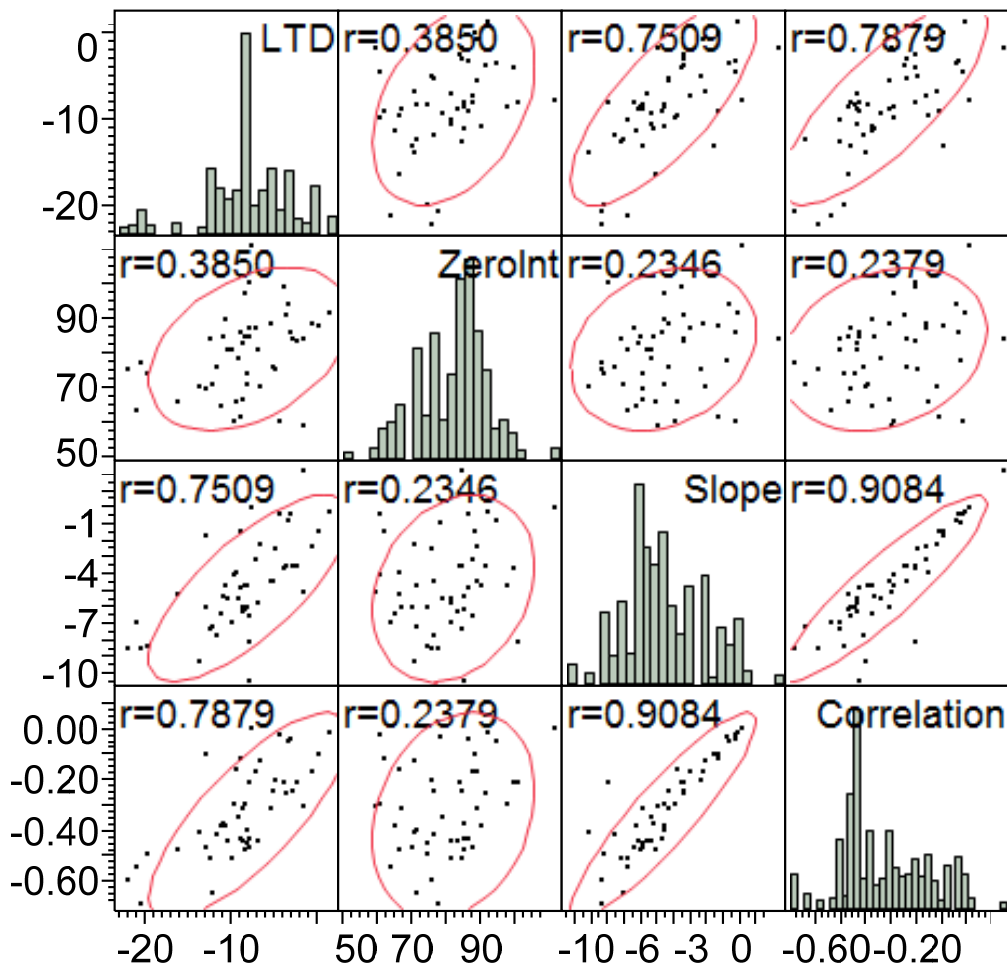 LTD r=0.3850 r=0.7509 r=0.7879
0
-10
-20
r=0.3850 ZeroInt r=0.2346 r=0.2379
90
70
50
r=0.7509 r=0.2346 Slope r=0.9084
-1
-4
-7
-10
r=0.7879 r=0.2379 r=0.9084 Correlation
0.00
-0.20
-0.40
-0.60
-20 -10 50 70 90 -10 -6 -3 0 -0.60 -0.20